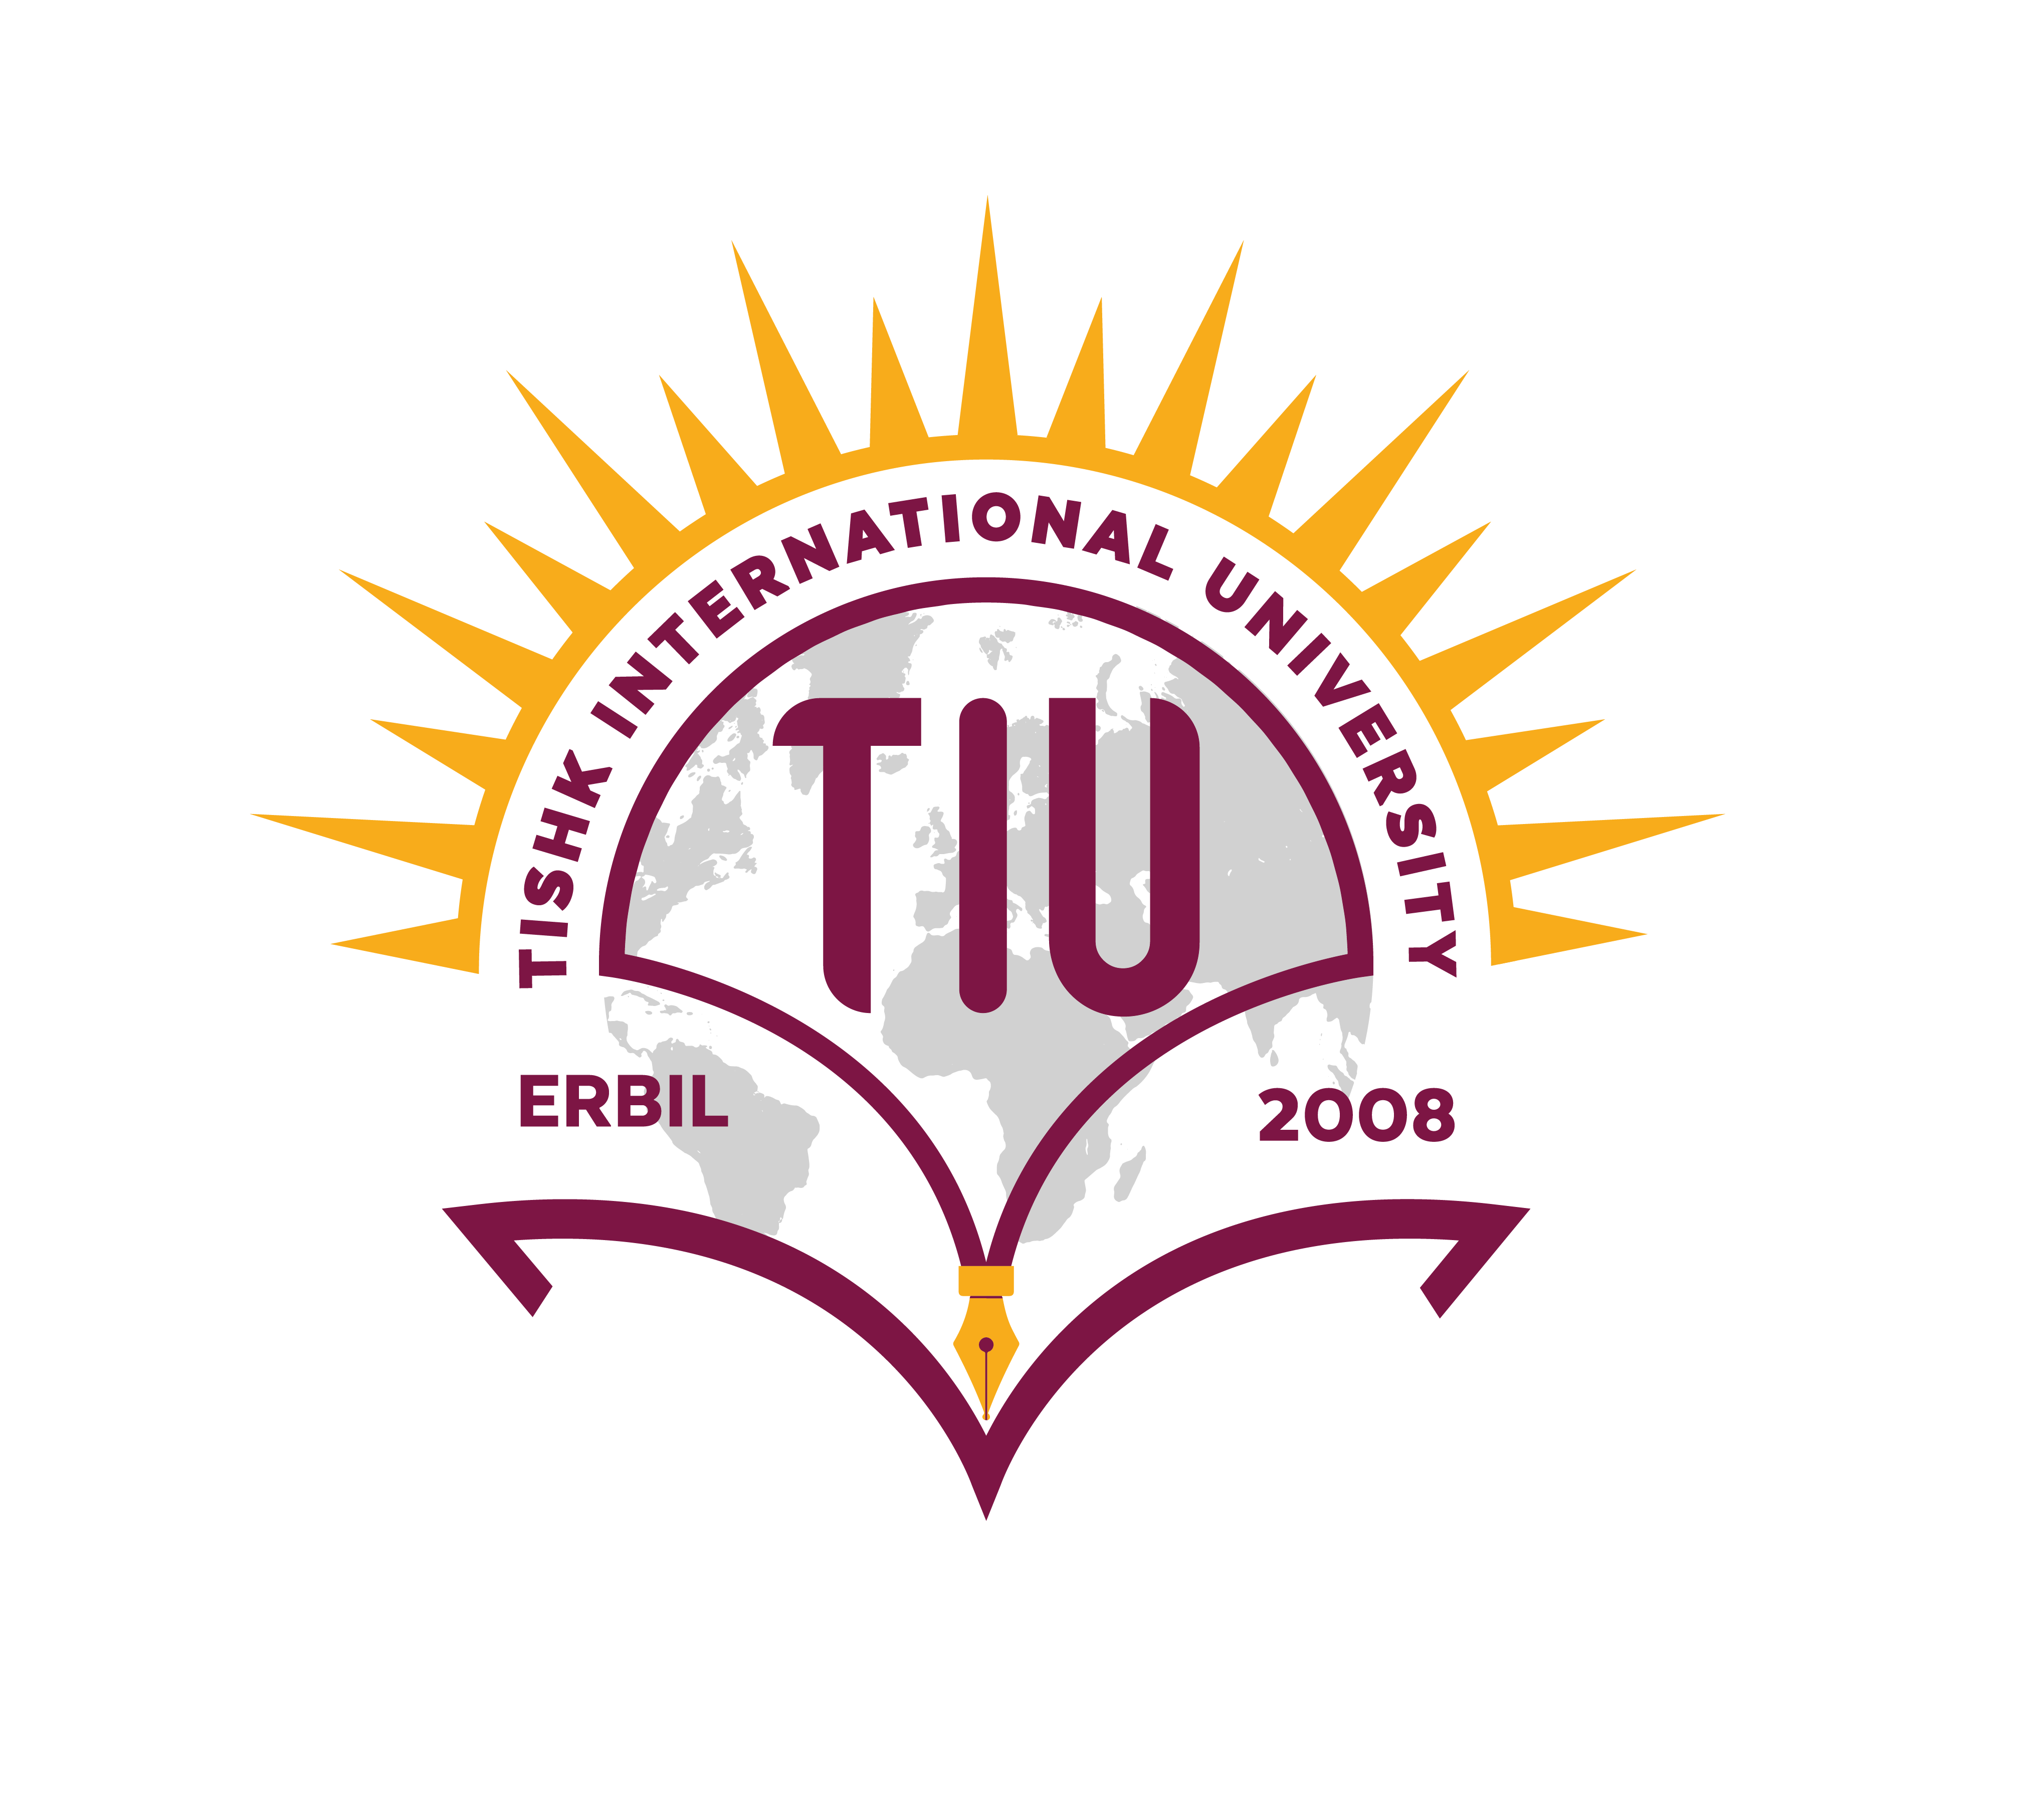 TISHK INTERNATIONAL UNIVERSITY
TIU
ERBIL
2008